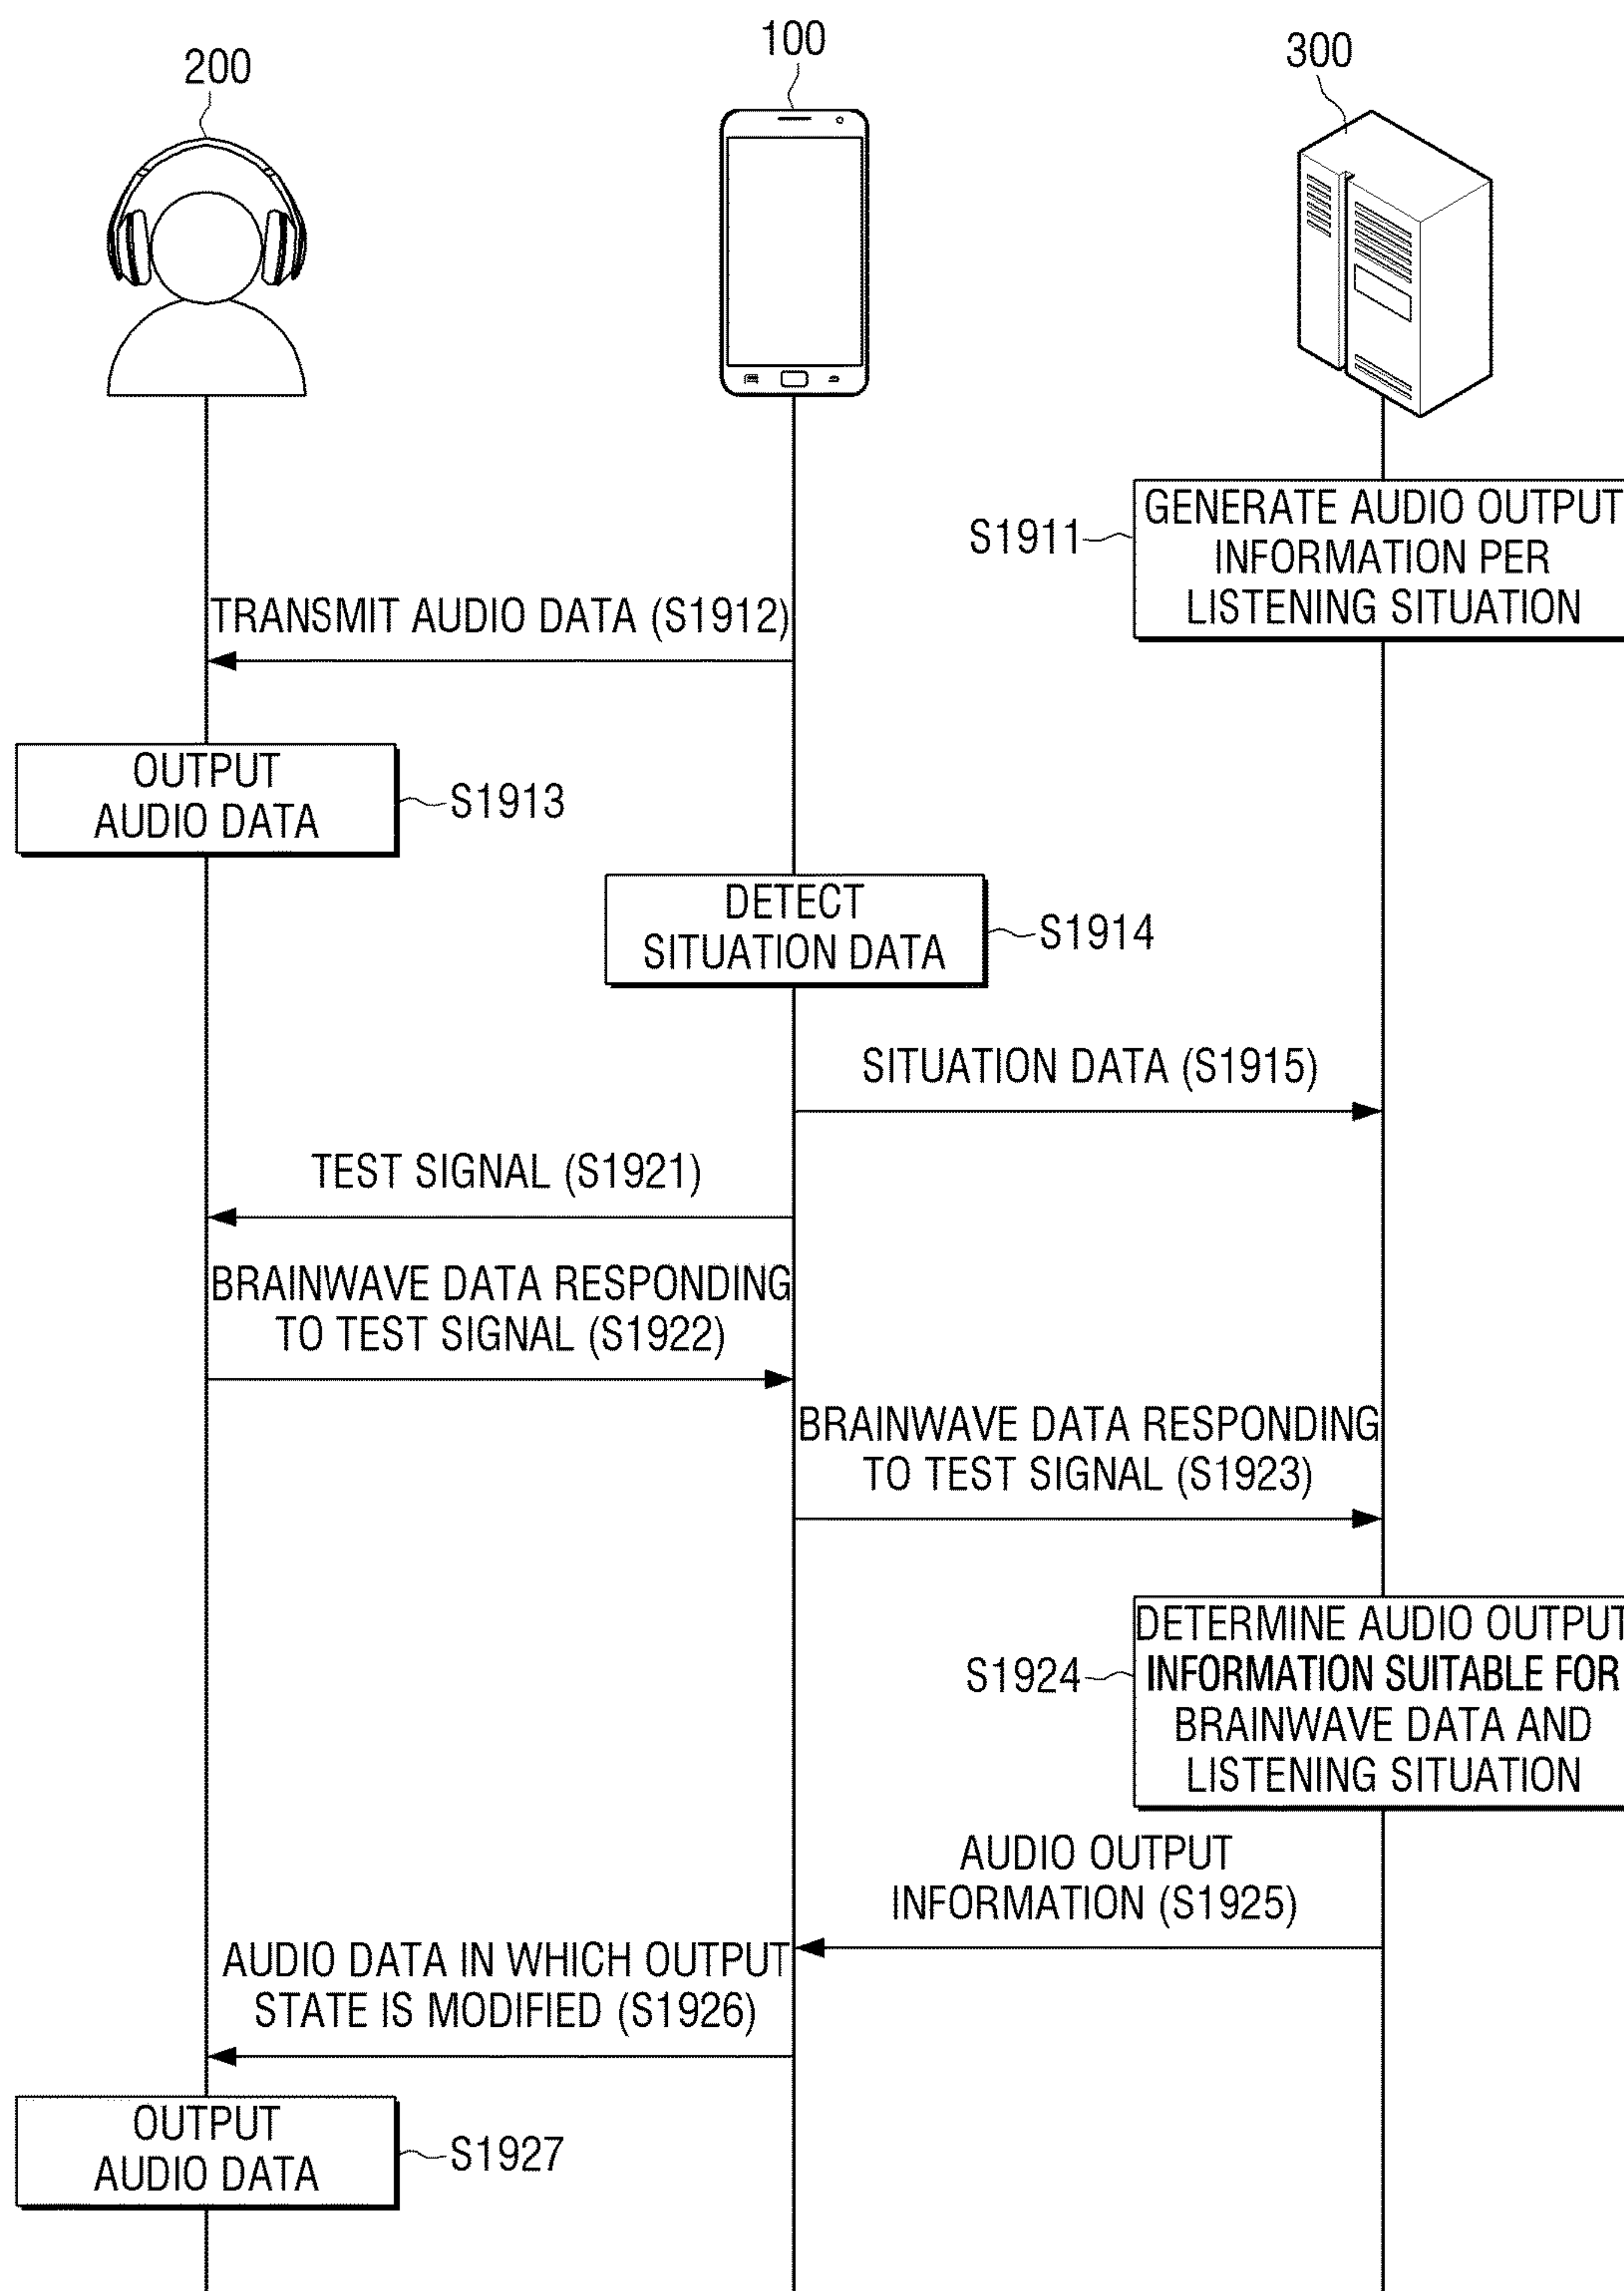 200
100
300
S1911
GENERATE AUDIO OUTPUT
INFORMATION PER
LISTENING SITUATION
TRANSMIT AUDIO DATA (S1912)
OUTPUT
AUDIO DATA
S1913
DETECT
SITUATION DATA
S1914
SITUATION DATA (S1915)
TEST SIGNAL (S1921)
BRAINWAVE DATA RESPONDING
TO TEST SIGNAL (S1922)
BRAINWAVE DATA RESPONDING
TO TEST SIGNAL (S1923)
S1924
DETERMINE AUDIO OUTPUT
INFORMATION SUITABLE FOR
BRAINWAVE DATA AND
LISTENING SITUATION
AUDIO OUTPUT
INFORMATION (S1925)
AUDIO DATA IN WHICH OUTPUT
STATE IS MODIFIED (S1926)
OUTPUT
AUDIO DATA
S1927